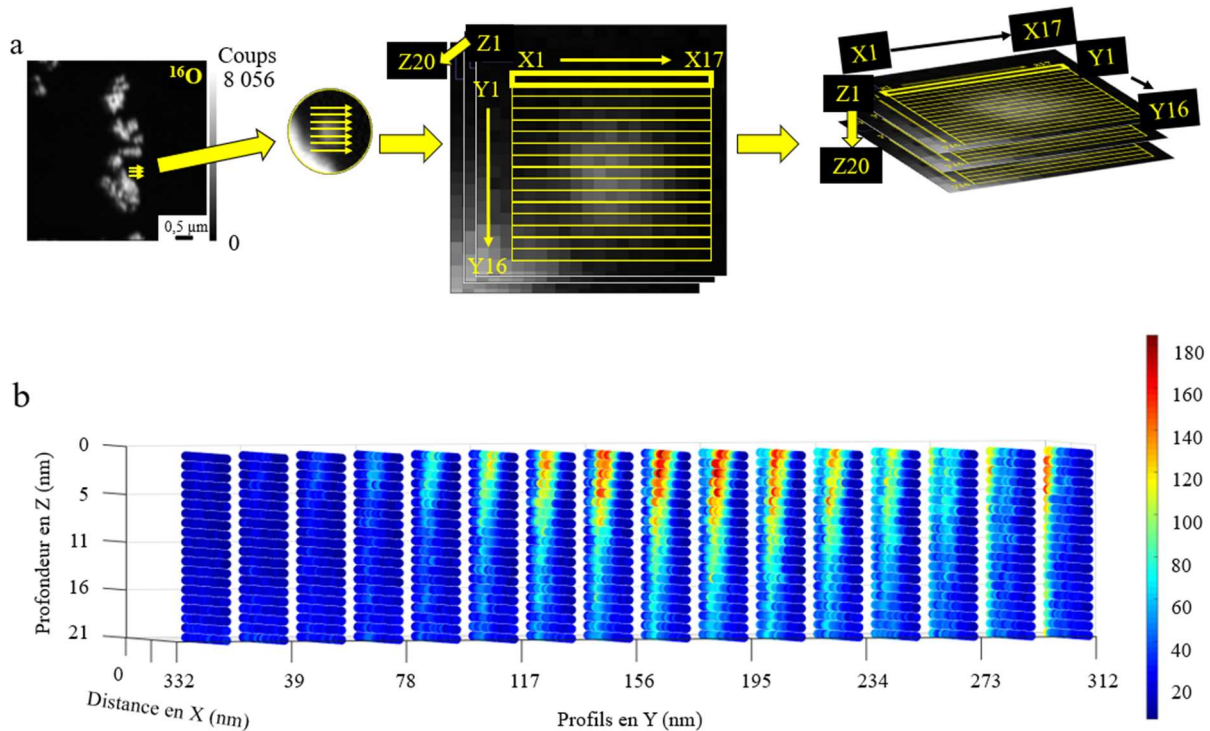 a
16O
Coups
8 056
0
0,5 µm
Z20
Z1
X1
X17
Y1
Y16
X1
X17
Y1
Y16
Z1
Z20
b
0
5
11
16
21
Profondeur en Z (nm)
0
332
39
78
117
156
195
234
273
312
Distance en X (nm)
Profils en Y (nm)
180
160
140
120
100
80
60
40
20